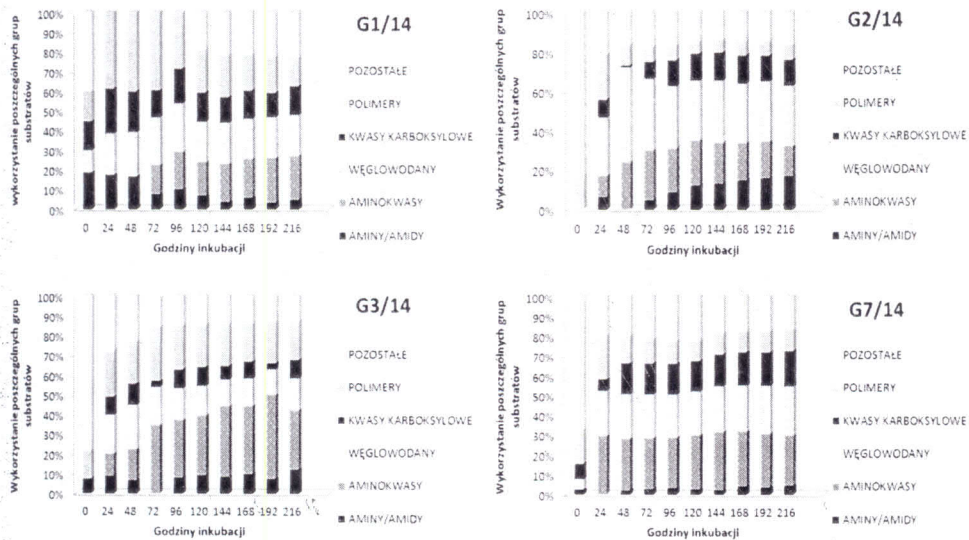 G1/14
Wykorzystanie poszczególnych grup substratów
100%
90%
80%
70%
60%
50%
40%
30%
20%
10%
0%
0 24 48 72 96 120 144 168 192 216
Godziny inkubacji
POZOSTAŁE
POLIMERY
KWASY KARBOKSYLOWE
WĘGLOWODANY
AMINOKWASY
AMINY/AMIDY
G2/14
Wykorzystanie poszczególnych grup substratów
100%
80%
60%
40%
20%
0%
0 24 48 72 96 120 144 168 192 216
Godziny inkubacji
POZOSTAŁE
POLIMERY
KWASY KARBOKSYLOWE
WĘGLOWODANY
AMINOKWASY
AMINY/AMIDY
G3/14
Wykorzystanie poszczególnych grup substratów
100%
90%
80%
70%
60%
50%
40%
30%
20%
10%
0%
0 24 48 72 96 120 144 168 192 216
Godziny inkubacji
POZOSTAŁE
POLIMERY
KWASY KARBOKSYLOWE
WĘGLOWODANY
AMINOKWASY
AMINY/AMIDY
G7/14
Wykorzystanie poszczególnych grup substratów
100%
90%
80%
70%
60%
50%
40%
30%
20%
10%
0%
0 24 48 72 96 120 144 168 192 216
Godziny inkubacji
POZOSTAŁE
POLIMERY
KWASY KARBOKSYLOWE
WĘGLOWODANY
AMINOKWASY
AMINY/AMIDY